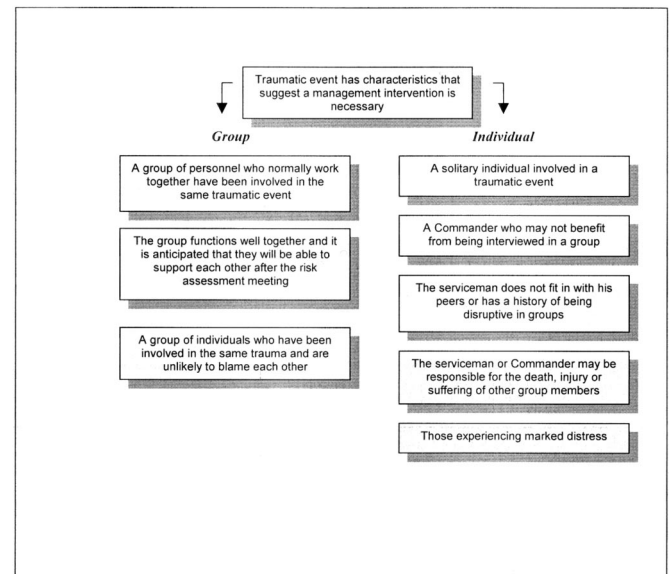 Traumatic event has characteristics that
suggest a management intervention is
necessary
Group
A group of personnel who normally work
together have been involved in the
same traumatic event
The group functions well together and it
is anticipated that they will be able to
support each other after the risk
assessment meeting
A group of individuals who have been
involved in the same trauma and are
unlikely to blame each other
Individual
A solitary individual involved in a
traumatic event
A Commander who may not benefit
from being interviewed in a group
The serviceman does not fit in with his
peers or has a history of being
disruptive in groups
The serviceman or Commander may be
responsible for the death, injury or
suffering of other group members
Those experiencing marked distress